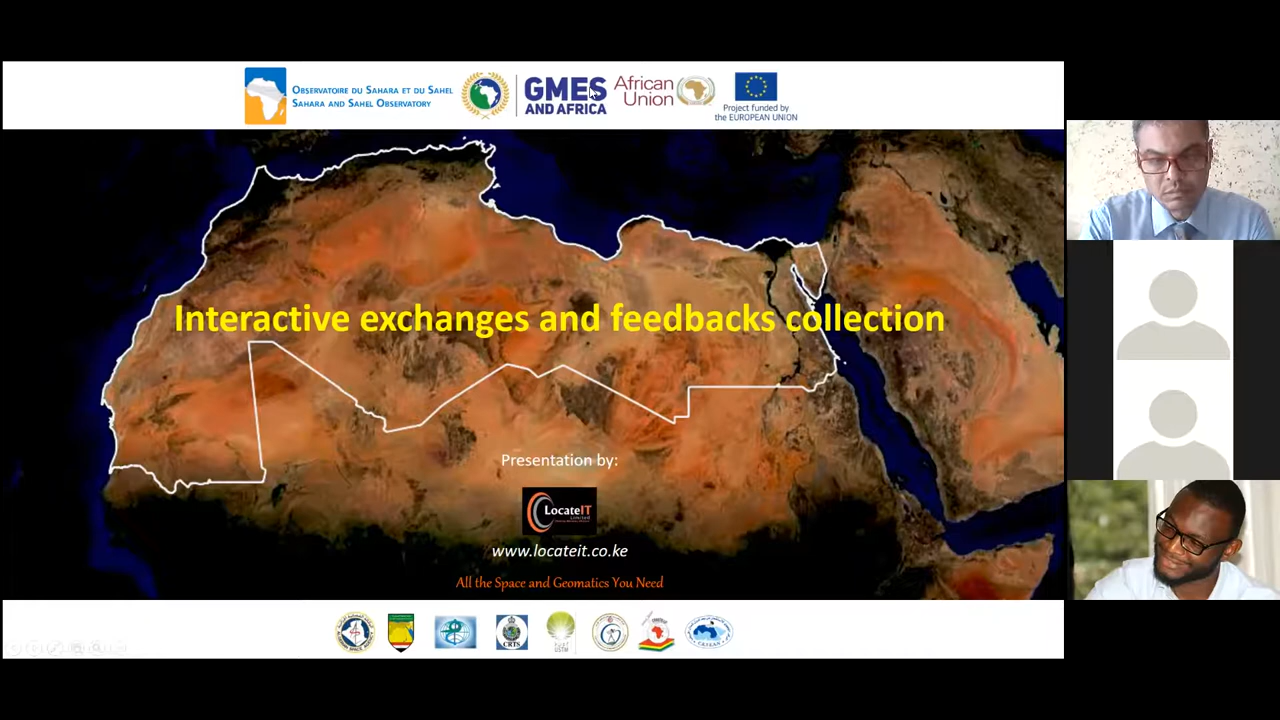 OBSERVATOIRE DU SAHARA ET DU SAHEL
SAHARA AND SAHEL OBSERVATORY
GMES
AND AFRICA
African
Union
Project funded by
the EUROPEAN UNION
Interactive exchanges and feedbacks collection
Presentation by:
LocateIT
Limited
www.locateit.co.ke
All the Space and Geomatics You Need
CRTS